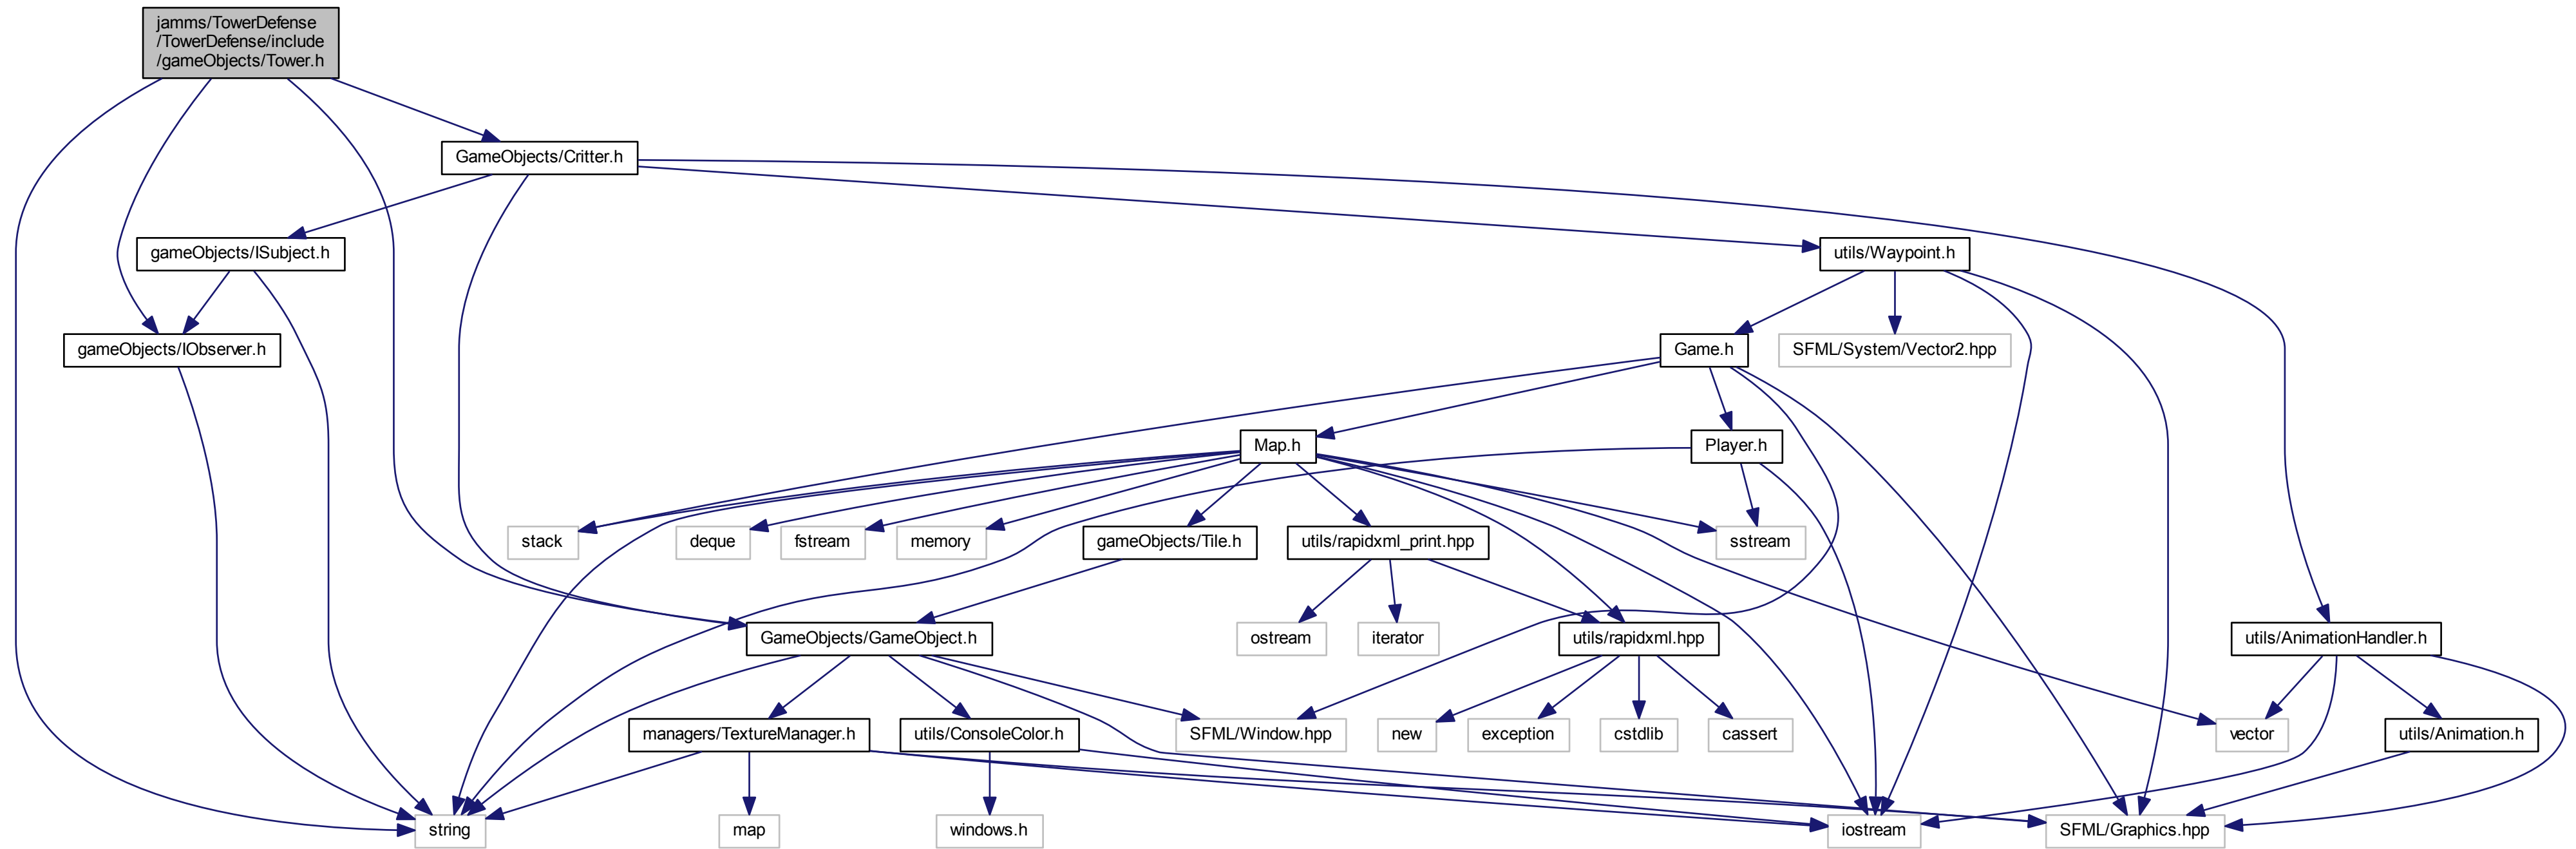 jamms/TowerDefense
/TowerDefense/include
/gameObjects/Tower.h
GameObjects/Critter.h
gameObjects/ISubject.h
utils/Waypoint.h
gameObjects/IObserver.h
Game.h
SFML/System/Vector2.hpp
Map.h
Player.h
stack
deque
fstream
memory
gameObjects/Tile.h
utils/rapidxml_print.hpp
sstream
GameObjects/GameObject.h
ostream
iterator
utils/rapidxml.hpp
utils/AnimationHandler.h
managers/TextureManager.h
utils/ConsoleColor.h
SFML/Window.hpp
new
exception
cstdlib
cassert
vector
utils/Animation.h
string
map
windows.h
iostream
SFML/Graphics.hpp